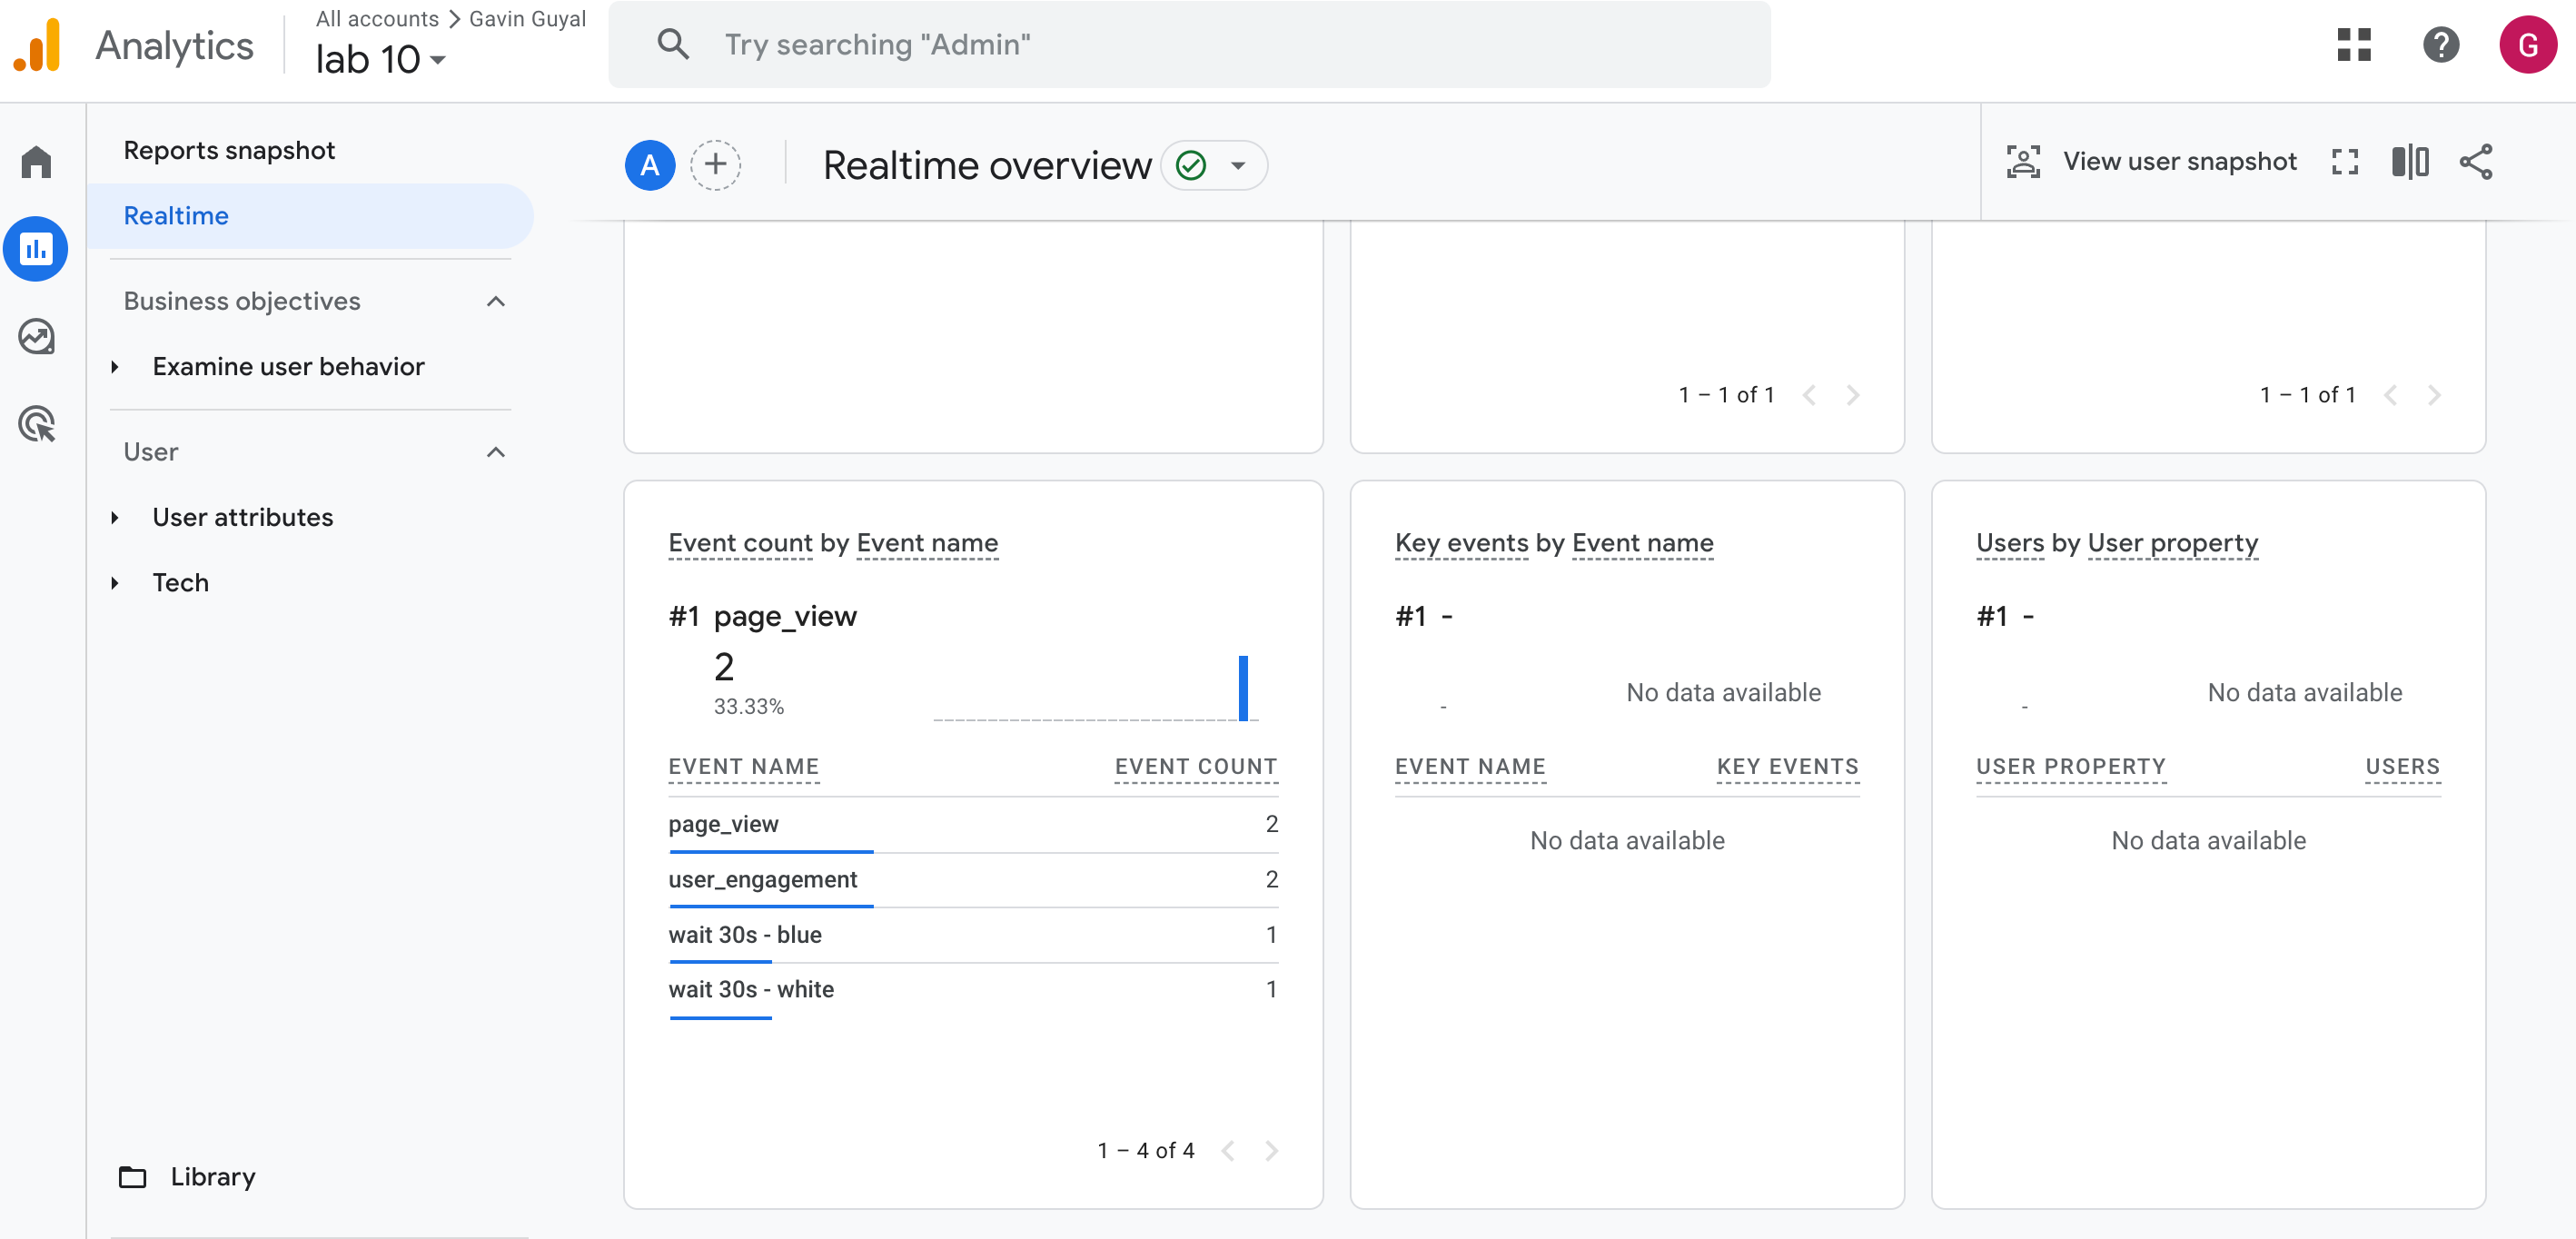 Analytics
All accounts > Gavin Guyal
lab 10
Try searching "Admin"
G
Reports snapshot
Realtime
Business objectives
Examine user behavior
User
User attributes
Tech
Library
A
Realtime overview
View user snapshot
1 – 1 of 1
1 – 1 of 1
Event count by Event name
#1 page_view
2
33.33%
EVENT NAME EVENT COUNT
page_view 2
user_engagement 2
wait 30s - blue 1
wait 30s - white 1
1 – 4 of 4
Key events by Event name
#1 -
No data available
-
EVENT NAME KEY EVENTS
No data available
Users by User property
#1 -
No data available
-
USER PROPERTY USERS
No data available